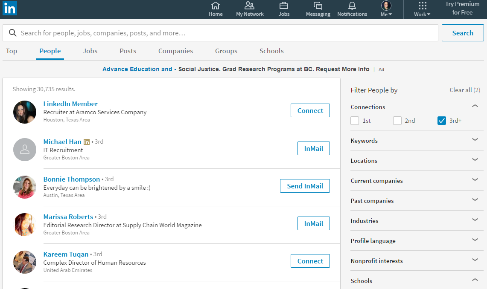 in
Home
My Network
Jobs
Messaging
Notifications
Me
Work
Try Premium
for Free
Search for people, jobs, companies, posts, and more...
Search
Top
People
Jobs
Posts
Companies
Groups
Schools
Advance Education and - Social Justice. Grad Research Programs at BC. Request More Info
Showing 30,735 results.
LinkedIn Member
Recruiter at Aramco Services Company
Houston, Texas Area
Connect
Michael Han in • 3rd
IT Recruitment
Greater Boston Area
InMail
Bonnie Thompson • 3rd
Everyday can be brightened by a smile :)
Austin, Texas Area
Send InMail
Marissa Roberts • 3rd
Editorial Research Director at Supply Chain World Magazine
Greater Boston Area
InMail
Kareem Tuqan • 3rd
Complex Director of Human Resources
United Arab Emirates
Connect
Filter People by
Clear all (2)
Connections
1st
2nd
3rd+
Keywords
Locations
Current companies
Past companies
Industries
Profile language
Nonprofit interests
Schools